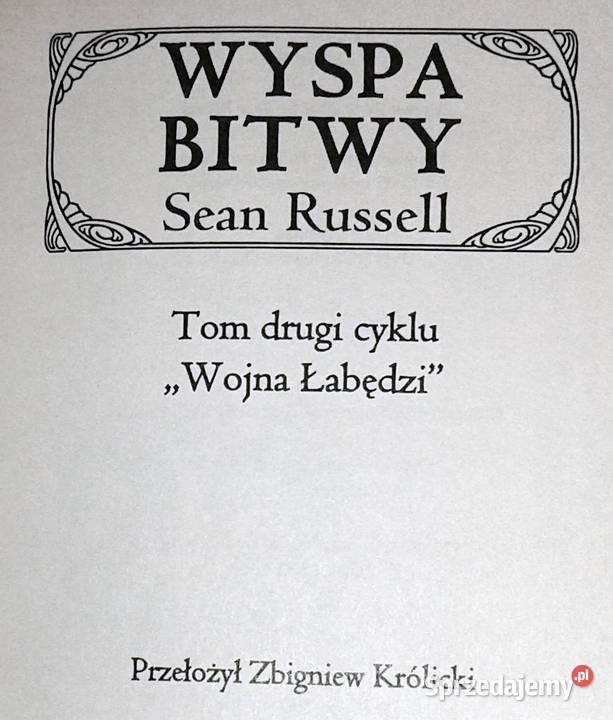 WYSPA
BITWY
Sean Russell
Tom drugi cyklu
„Wojna Łabędzi”
Przełożył Zbigniew Królicki
sprzedajemy.pl